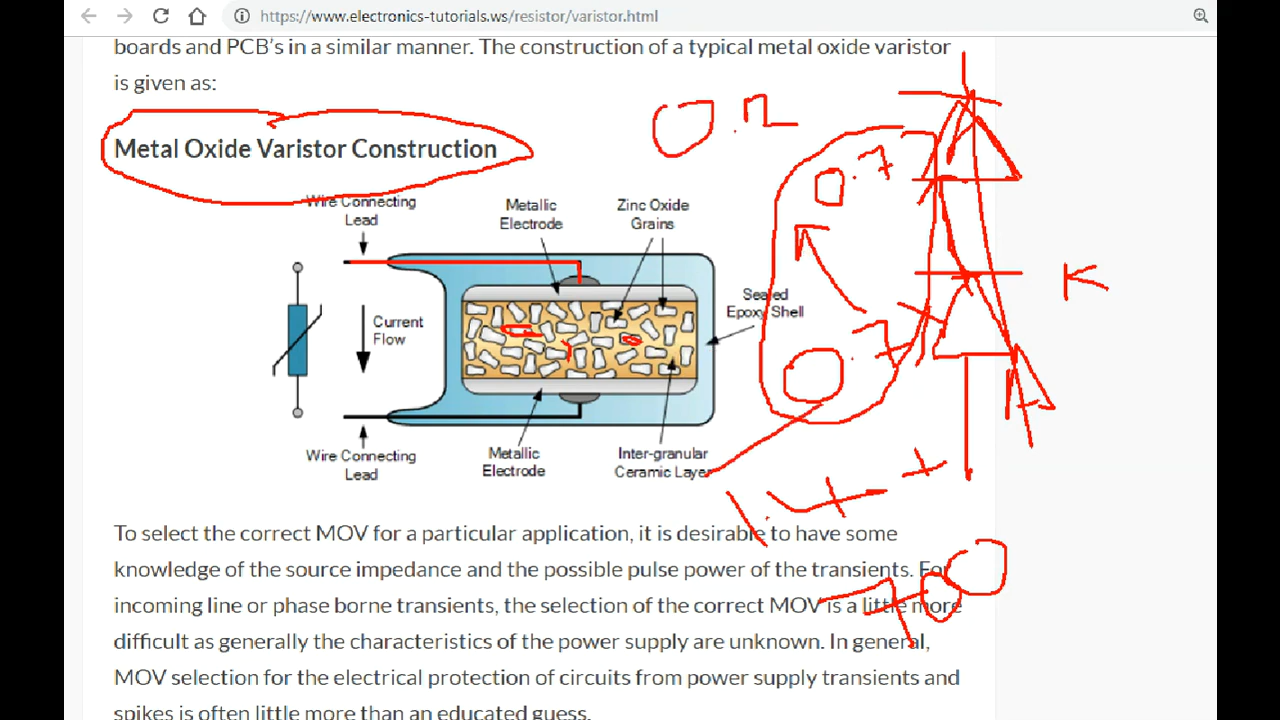 https://www.electronics-tutorials.ws/resistor/varistor.html
boards and PCB's in a similar manner. The construction of a typical metal oxide varistor
is given as:
Metal Oxide Varistor Construction
Wire Connecting
Lead
Metallic
Electrode
Zinc Oxide
Grains
Sealed
Epoxy Shell
Current
Flow
Wire Connecting
Lead
Metallic
Electrode
Inter-granular
Ceramic Layer
0.7
0.7
K
700
To select the correct MOV for a particular application, it is desirable to have some
knowledge of the source impedance and the possible pulse power of the transients. For
incoming line or phase borne transients, the selection of the correct MOV is a little more
difficult as generally the characteristics of the power supply are unknown. In general,
MOV selection for the electrical protection of circuits from power supply transients and
spikes is often little more than an educated guess.